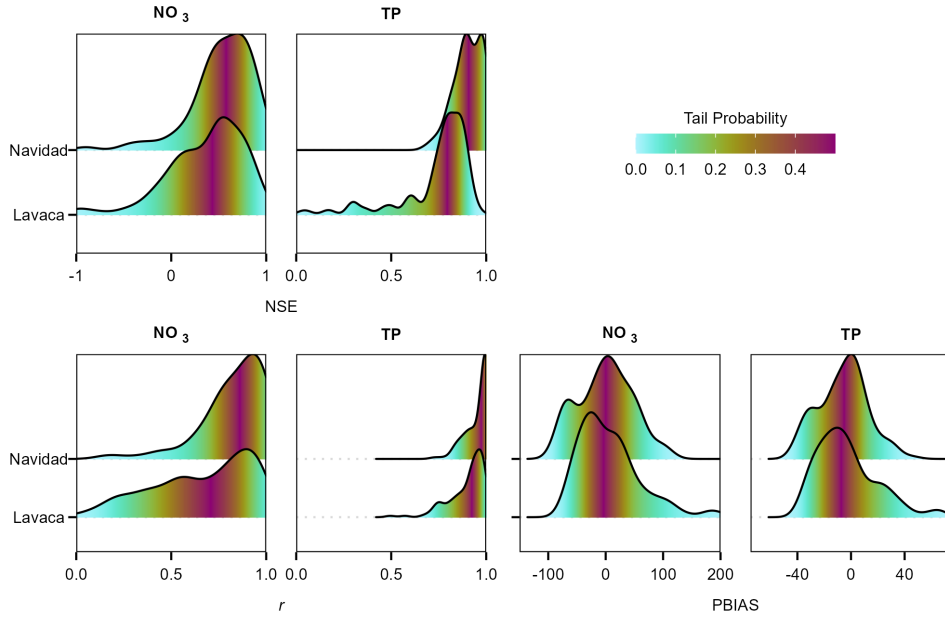 NO 3 TP
Tail Probability
0.0 0.1 0.2 0.3 0.4
Navidad
Lavaca
-1 0 1 0.0 0.5 1.0
NSE
NO 3 TP NO 3 TP
Navidad
Lavaca
0.0 0.5 1.0 0.0 0.5 1.0 -100 0 100 200 -40 0 40
r PBIAS